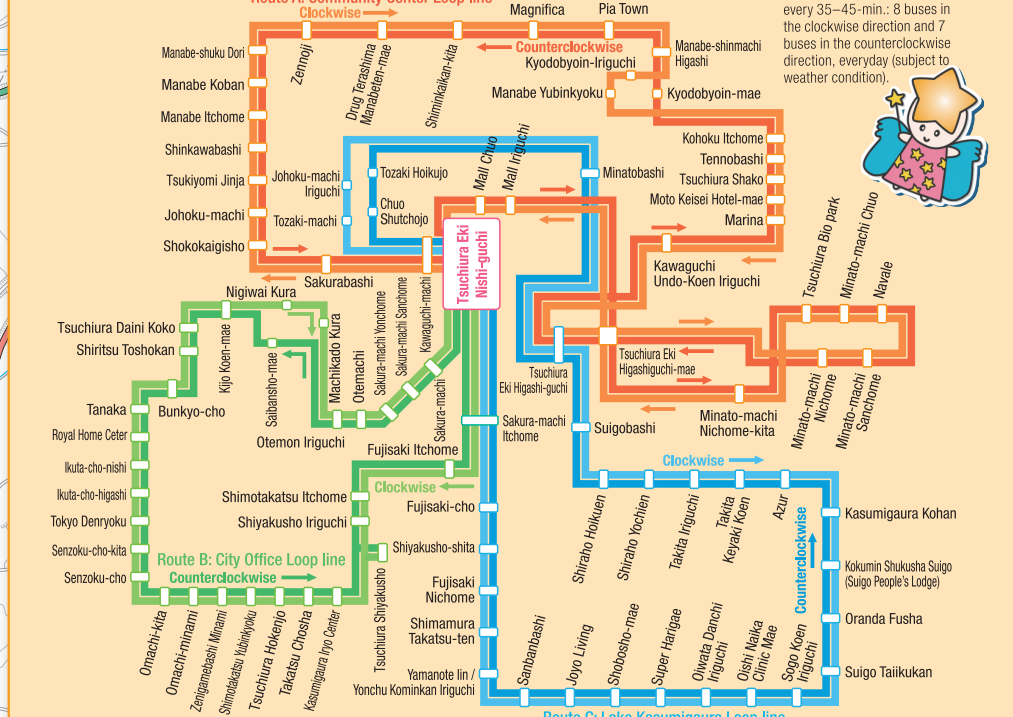 Route A: Community Center Loop line
Clockwise
every 35–45-min.: 8 buses in
the clockwise direction and 7
buses in the counterclockwise
direction, everyday (subject to
weather condition).
Magnifica
Pia Town
Counterclockwise
Kyodobyoin-Iriguchi
Manabe-shinmachi
Higashi
Manabe-shuku Dori
Zennoji
Drug Terashima
Manabeten-mae
Shiminkaikan-kita
Manabe Koban
Manabe Yubinkyoku
Kyodobyoin-mae
Manabe Itchome
Kohoku Itchome
Shinkawabashi
Tennobashi
Tsukiyomi Jinja
Johoku-machi
Iriguchi
Tozaki Hoikujo
Mall Chuo
Mall Iriguchi
Minatobashi
Tsuchiura Shako
Moto Keisei Hotel-mae
Johoku-machi
Tozaki-machi
Chuo
Shutchojo
Marina
Shokokaigisho
Tsuchiura Eki
Nishi-guchi
Kawaguchi
Undo-Koen Iriguchi
Sakurabashi
Tsuchiura Bio park
Minato-machi Chuo
Navale
Nigiwai Kura
Tsuchiura Daini Koko
Shiritsu Toshokan
Kijo Koen-mae
Saibansho-mae
Machikado Kura
Otemachi
Sakura-machi Yonchome
Sakura-machi Sanchome
Kawaguchi-machi
Sakura-machi
Tsuchiura
Eki Higashi-guchi
Tsuchiura Eki
Higashiguchi-mae
Minato-machi
Nichome-kita
Minato-machi
Nichome
Minato-machi
Sanchome
Tanaka
Bunkyo-cho
Otemon Iriguchi
Sakura-machi
Itchome
Suigobashi
Royal Home Ceter
Fujisaki Itchome
Clockwise
Ikuta-cho-nishi
Ikuta-cho-higashi
Shimotakatsu Itchome
Clockwise
Fujisaki-cho
Tokyo Denryoku
Shiyakusho Iriguchi
Senzoku-cho-kita
Route B: City Office Loop line
Senzoku-cho
Counterclockwise
Shiyakusho-shita
Tsuchiura Shiyakusho
Fujisaki
Nichome
Shimamura
Takatsu-ten
Yamanote Iin /
Yonchu Kominkan Iriguchi
Omachi-kita
Omachi-minami
Zenigamebashi Minami
Shimotakatsu Yubinkyoku
Tsuchiura Hokenjo
Takatsu Chosha
Kasumigaura Iryo Center
Shiraho Hoikuen
Shiraho Yochien
Takita Iriguchi
Takita
Keyaki Koen
Azur
Counterclockwise
Kasumigaura Kohan
Kokumin Shukusha Suigo
(Suigo People's Lodge)
Oranda Fusha
Suigo Taiikukan
Sanbanbashi
Joyo Living
Shobosho-mae
Super Harigae
Oiwata Danchi
Iriguchi
Oishi Naika
Clinic Mae
Sogo Koen
Iriguchi
Route C: Lake Kasumigaura Loop line